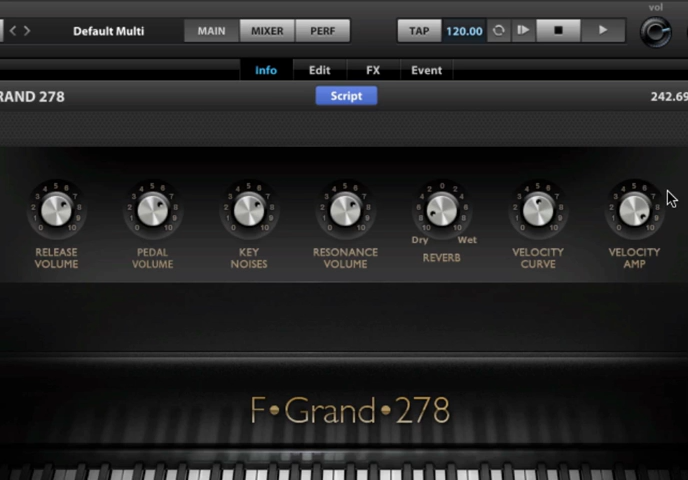 vol
Default Multi MAIN MIXER PERF TAP 120.00
Info Edit FX Event
RAND 278 Script 242.69
RELEASE VOLUME
PEDAL VOLUME
KEY NOISES
RESONANCE VOLUME
Dry Wet
REVERB
VELOCITY CURVE
VELOCITY AMP
F•Grand•278